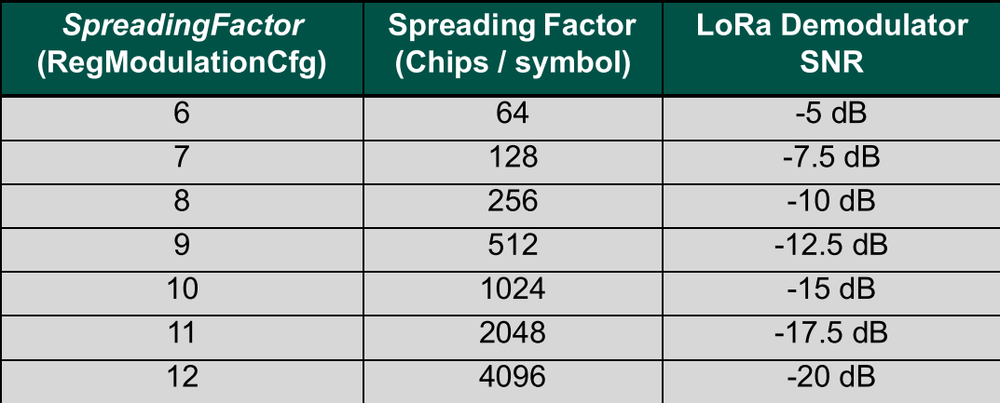 SpreadingFactor (RegModulationCfg) Spreading Factor (Chips / symbol) LoRa Demodulator SNR
6 64 -5 dB
7 128 -7.5 dB
8 256 -10 dB
9 512 -12.5 dB
10 1024 -15 dB
11 2048 -17.5 dB
12 4096 -20 dB